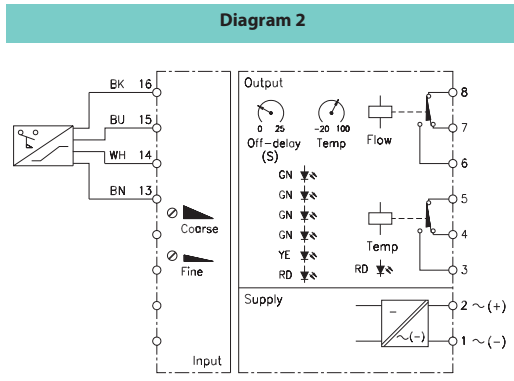 Diagram 2
BK 16
BU 15
WH 14
BN 13
Coarse
Fine
Input
Output
0 25
Off-delay
(S)
-20 100
Temp
Flow
GN
GN
GN
GN
YE
RD
Temp
RD
8
7
6
5
4
3
Supply
~(-)
2 ~(+)
1 ~(-)